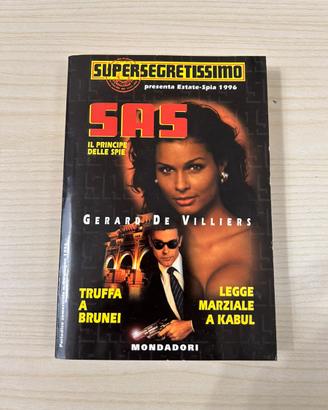 SUPERSEGRETISSIMO
presenta Estate-Spia 1996
SAS
IL PRINCIPE
DELLE SPIE
GERARD DE VILLIERS
TRUFFA
A
BRUNEI
LEGGE
MARZIALE
A KABUL
MONDADORI